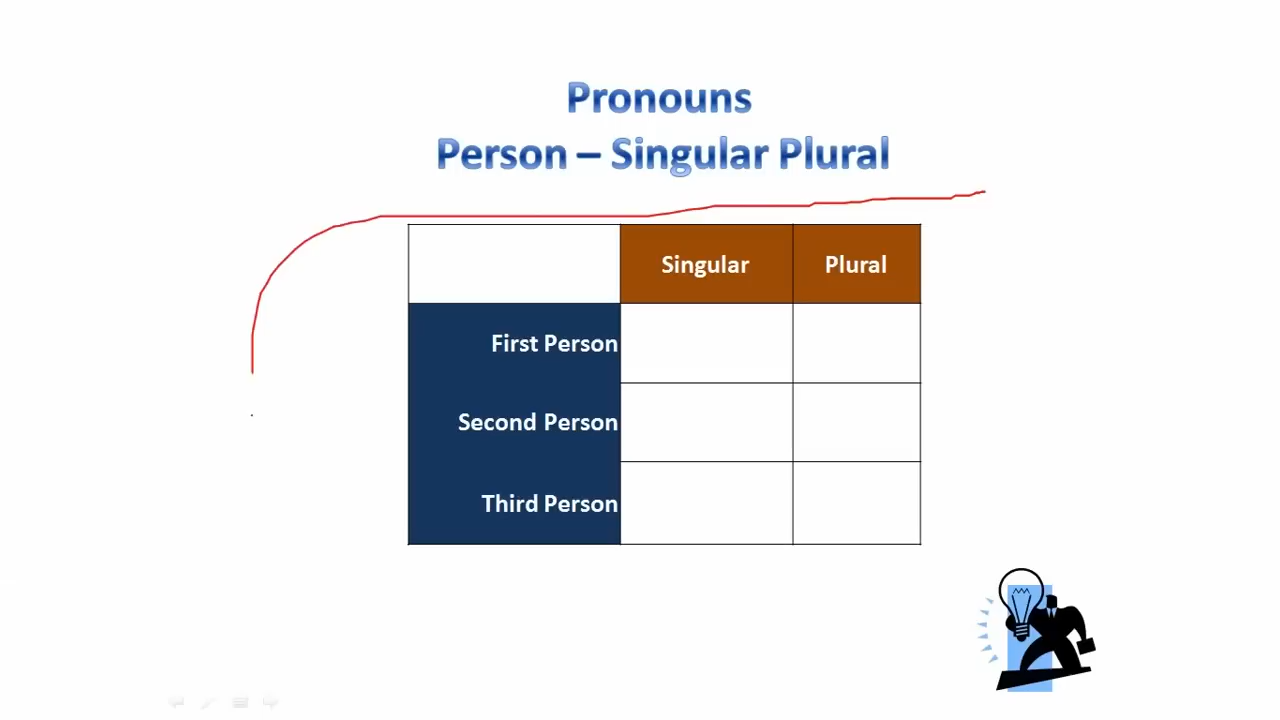 Pronouns
Person – Singular Plural
Singular Plural
First Person
Second Person
Third Person